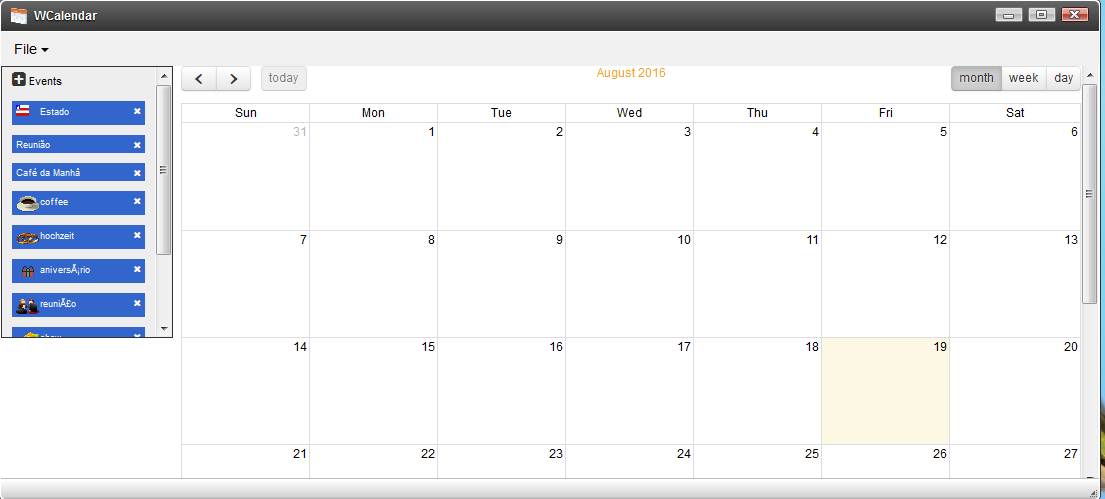 WCalendar
File
Events
Estado
Reunião
Café da Manhã
coffee
hochzeit
aniversÃ¡rio
reuniÃ£o
show
today
August 2016
month week day
Sun Mon Tue Wed Thu Fri Sat
31 1 2 3 4 5 6
7 8 9 10 11 12 13
14 15 16 17 18 19 20
21 22 23 24 25 26 27